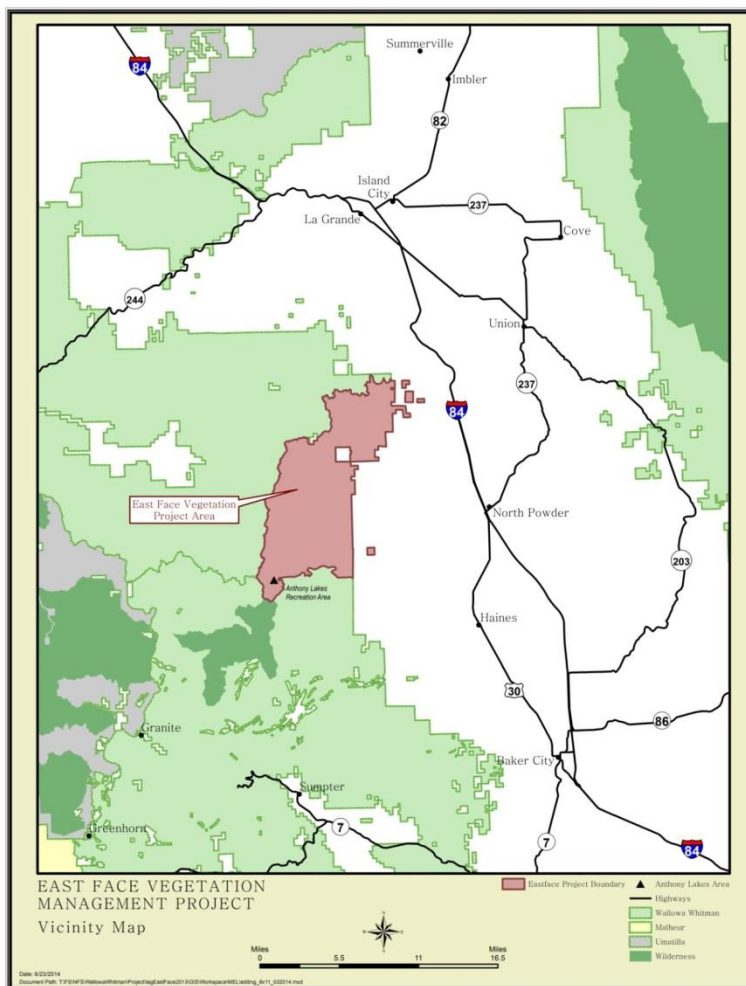 Summerville
84
Imbler
82
Island
City
237
La Grande
Cove
244
Union
237
84
East Face Vegetation
Project Area
North Powder
203
Anthony Lakes
Recreation Area
Haines
30
86
Granite
Baker City
Sumpter
Greenhorn
7
7
84
EAST FACE VEGETATION
MANAGEMENT PROJECT
Vicinity Map
Eastface Project Boundary
Anthony Lakes Area
Highways
Wallowa Whitman
Malheur
Umatilla
Wilderness
N
Miles
Miles
0 5.5 11 16.5
Date: 6/23/2014
Document Path: